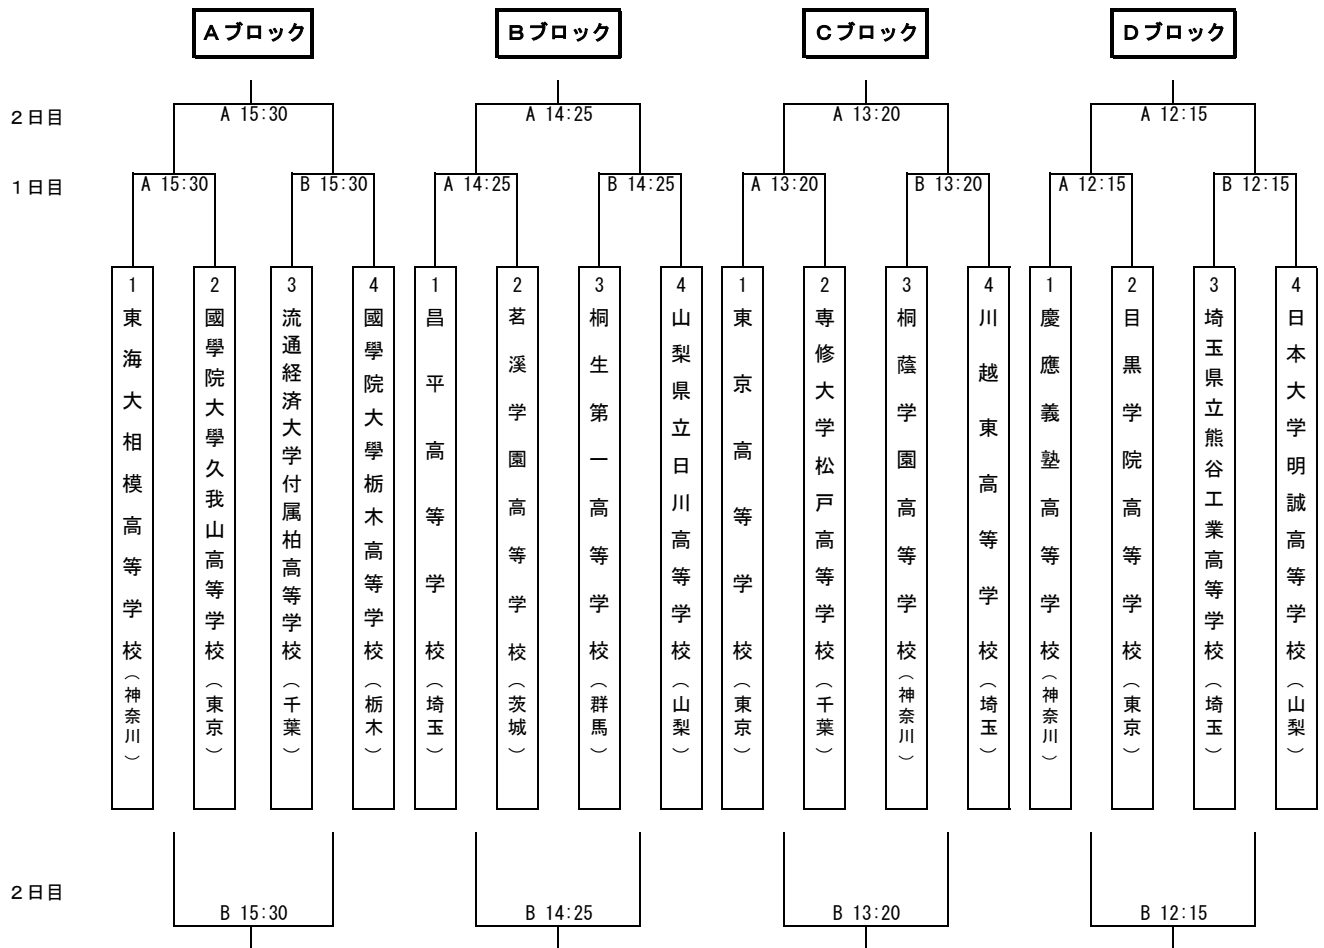 Aブロック
Bブロック
Cブロック
Dブロック
2日目
A 15:30
A 14:25
A 13:20
A 12:15
1日目
A 15:30
B 15:30
A 14:25
B 14:25
A 13:20
B 13:20
A 12:15
B 12:15
1 東海大相模高等学校(神奈川)
2 國學院大學久我山高等学校(東京)
3 流通経済大学付属柏高等学校(千葉)
4 國學院大學栃木高等学校(栃木)
1 昌平高等学校(埼玉)
2 茗溪学園高等学校(茨城)
3 桐生第一高等学校(群馬)
4 山梨県立日川高等学校(山梨)
1 東京高等学校(東京)
2 専修大学松戸高等学校(千葉)
3 桐蔭学園高等学校(神奈川)
4 川越東高等学校(埼玉)
1 慶應義塾高等学校(神奈川)
2 目黒学院高等学校(東京)
3 埼玉県立熊谷工業高等学校(埼玉)
4 日本大学明誠高等学校(山梨)
2日目
B 15:30
B 14:25
B 13:20
B 12:15